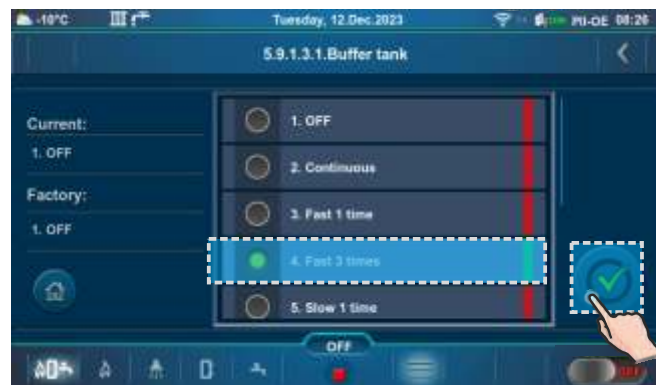 -10°C
Tuesday, 12.Dec.2023
PI-OE 08:26
5.9.1.3.1.Buffer tank
Current:
1. OFF
Factory:
1. OFF
1. OFF
2. Continuous
3. Fast 1 time
4. Fast 3 times
5. Slow 1 time
OFF
OFF